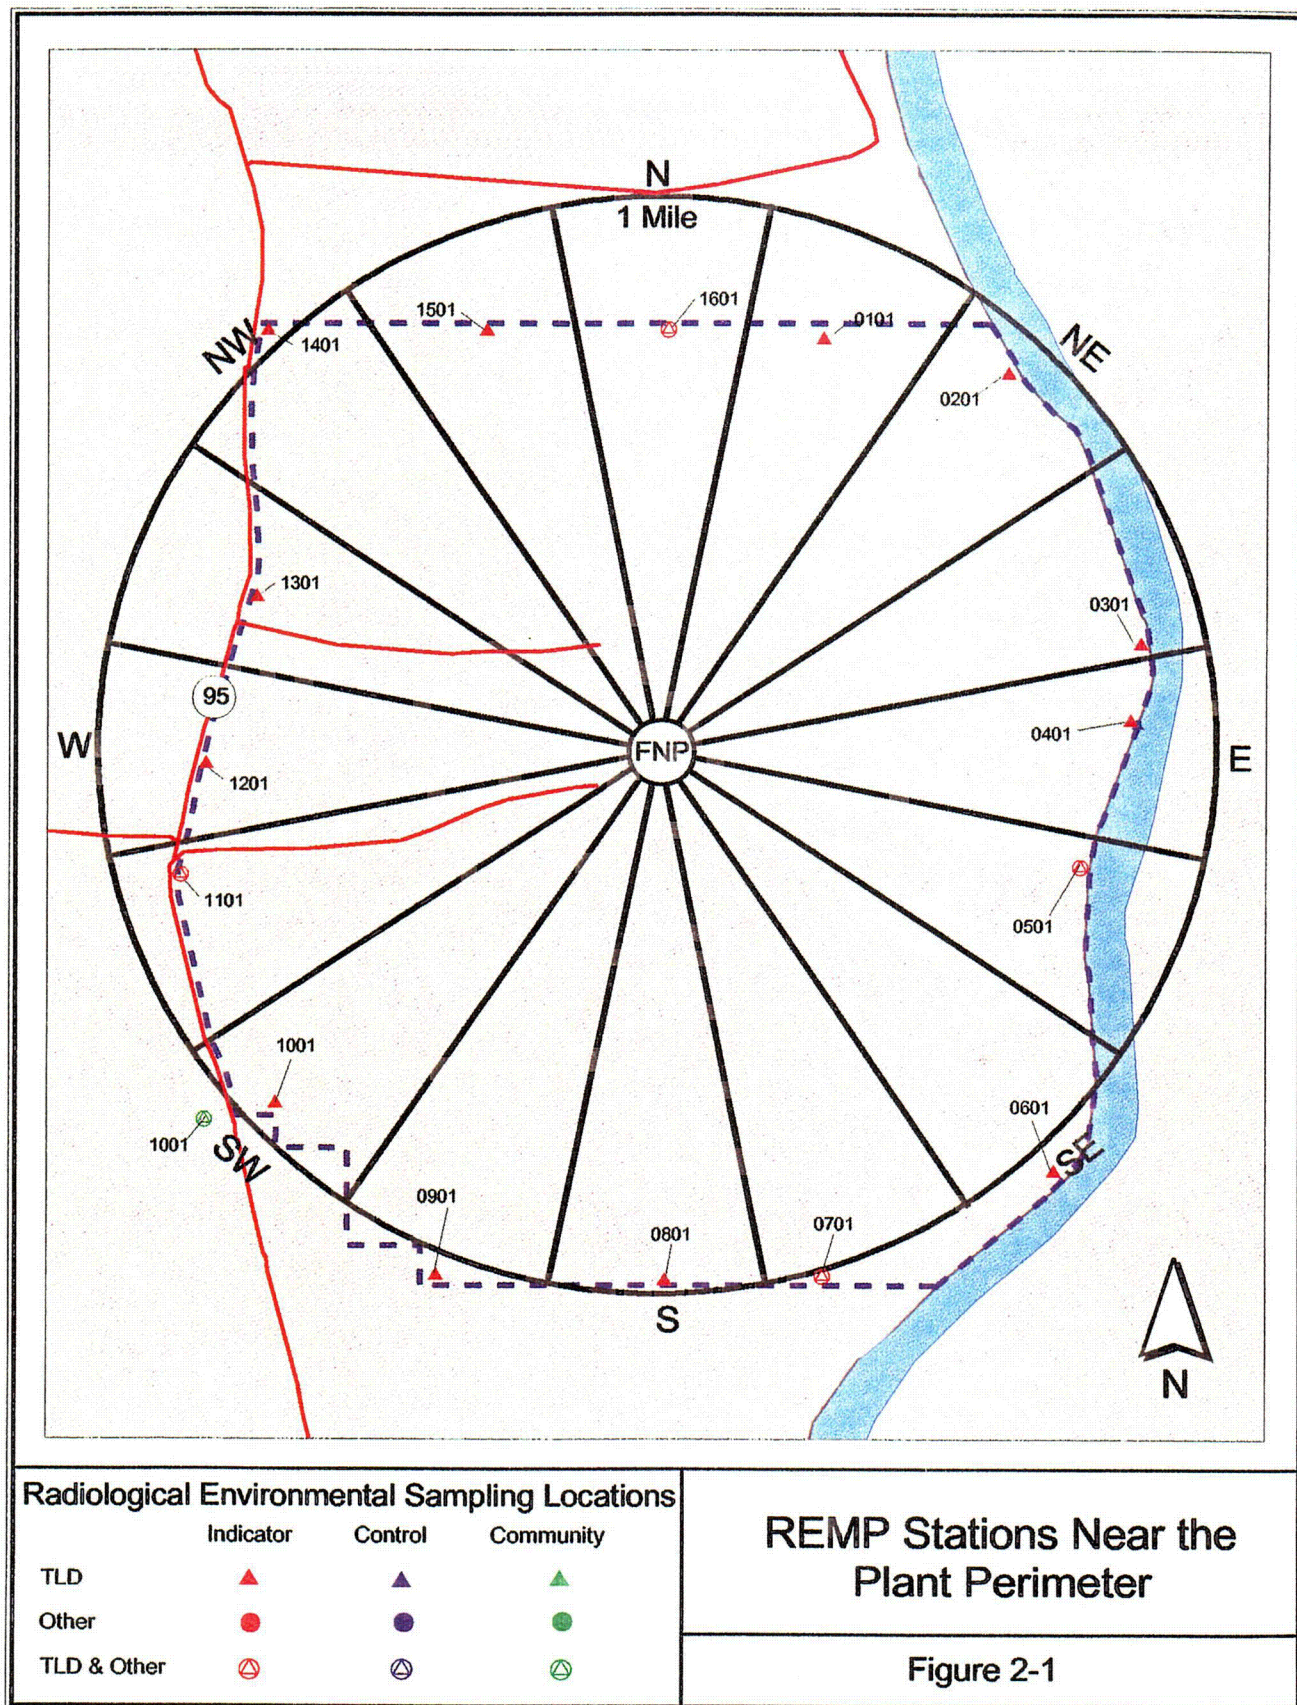 N
1 Mile
1501
1601
0101
NW
1401
NE
0201
1301
0301
95
W
FNP
0401
E
1201
1101
0501
1001
1001
SW
0601
SE
0901
0801
0701
S
N
Radiological Environmental Sampling Locations
Indicator Control Community
TLD
Other
TLD & Other
REMP Stations Near the
Plant Perimeter
Figure 2-1